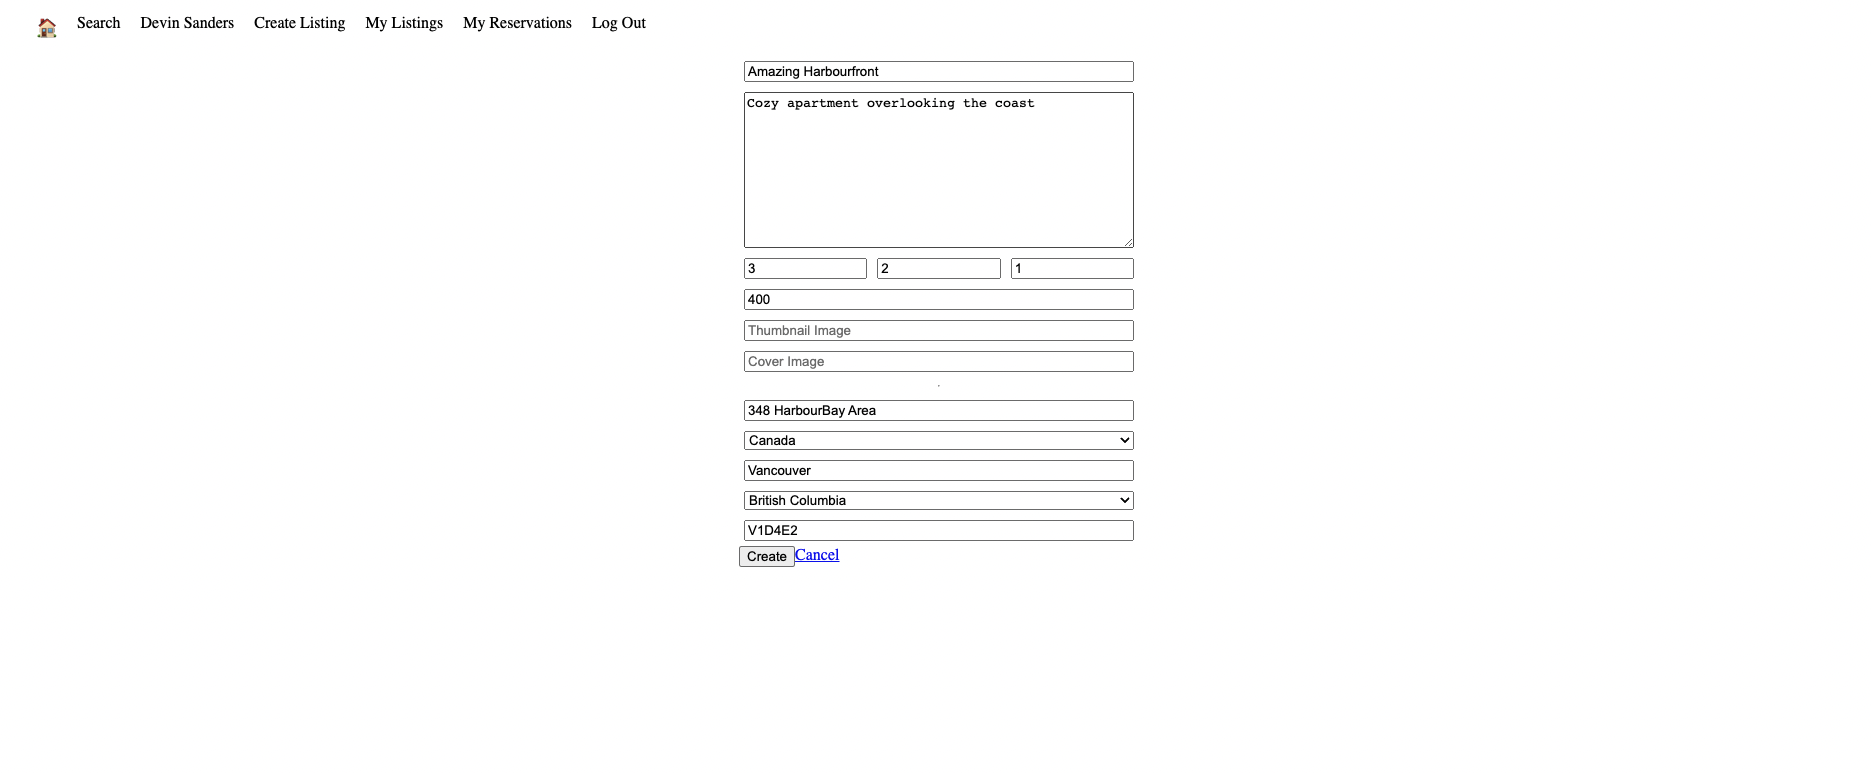 Search Devin Sanders Create Listing My Listings My Reservations Log Out
Amazing Harbourfront
Cozy apartment overlooking the coast
3 2 1
400
Thumbnail Image
Cover Image
348 HarbourBay Area
Canada
Vancouver
British Columbia
V1D4E2
Create Cancel